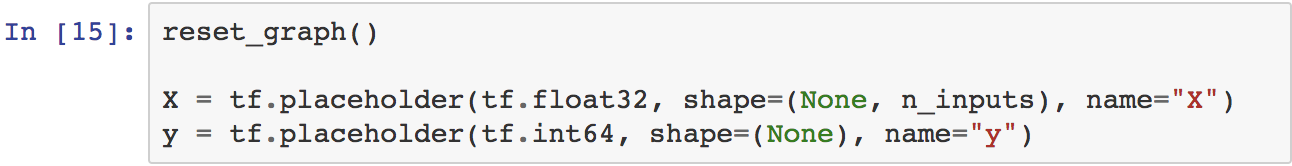 In [15]: reset_graph()
X = tf.placeholder(tf.float32, shape=(None, n_inputs), name="X")
y = tf.placeholder(tf.int64, shape=(None), name="y")